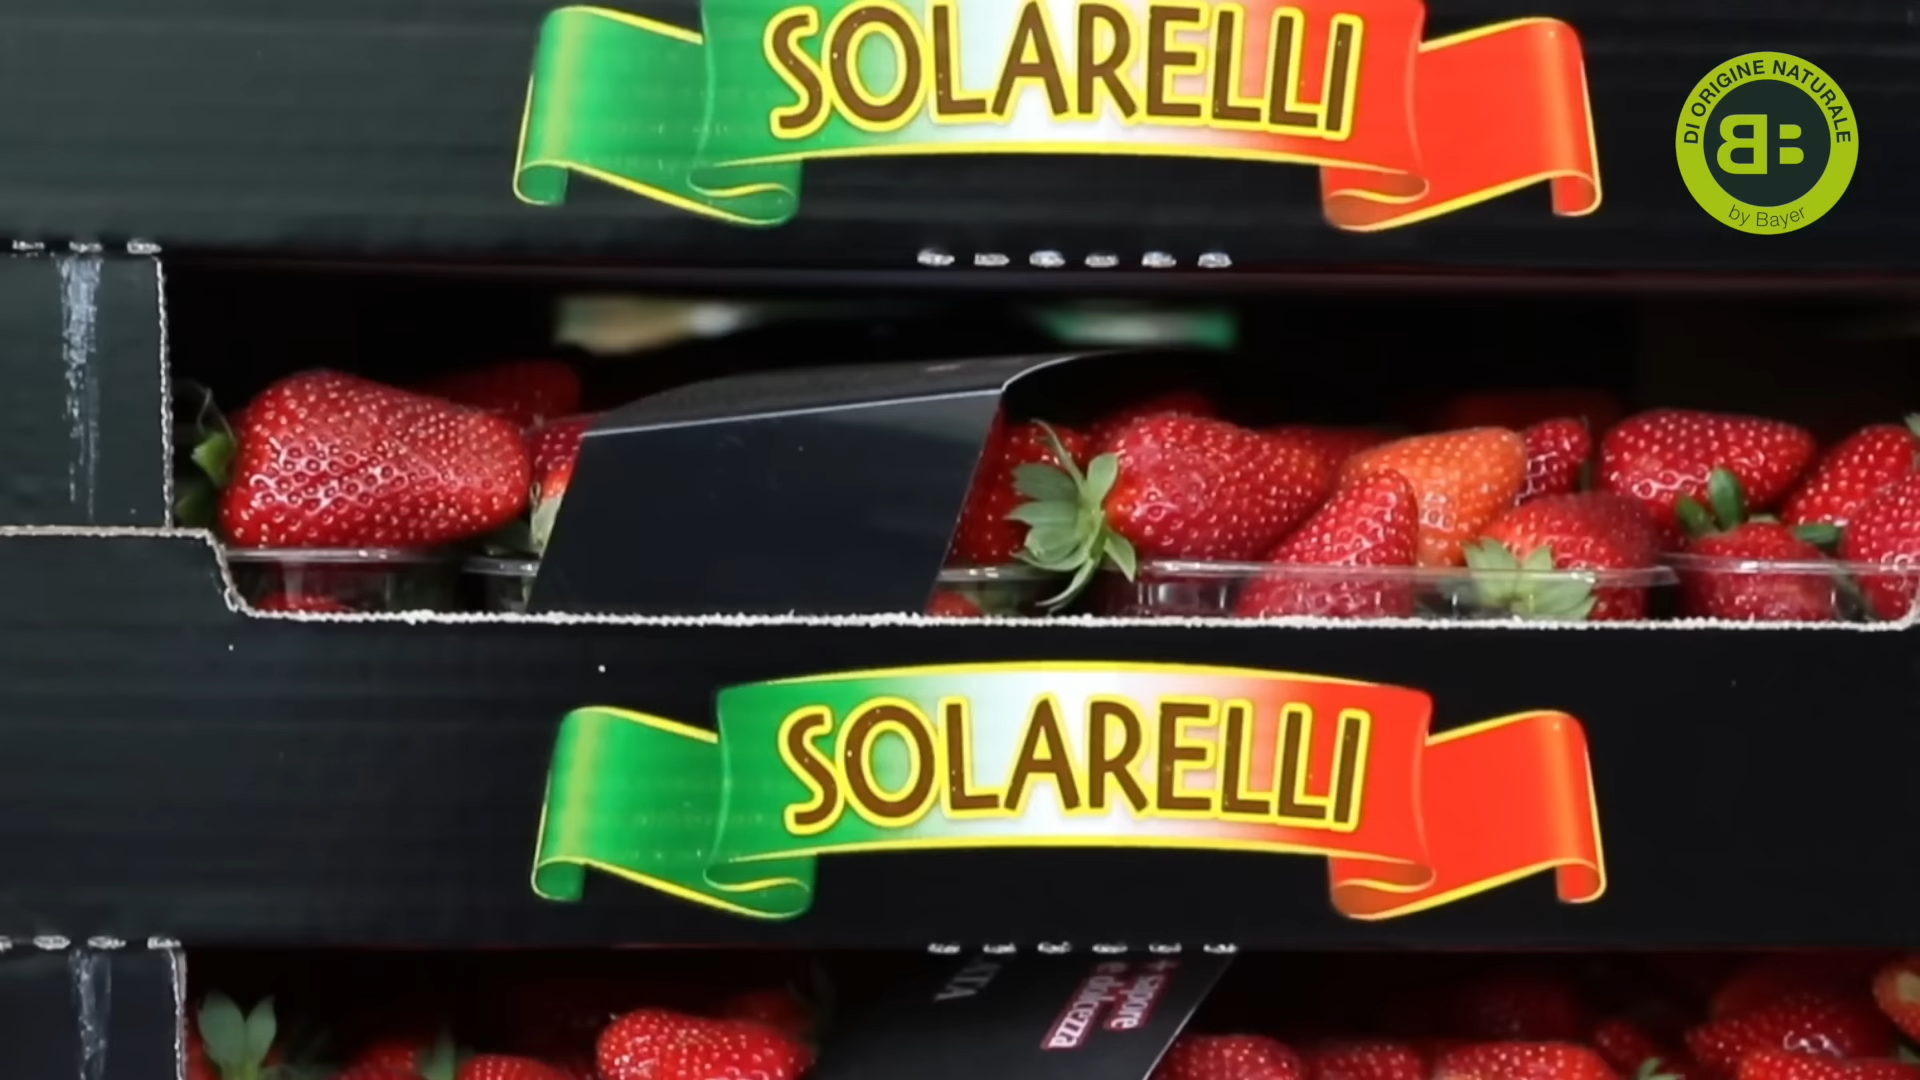 SOLARELLI
DI ORIGINE NATURALE
BB
by Bayer
SOLARELLI
+ sapore
e dolcezza